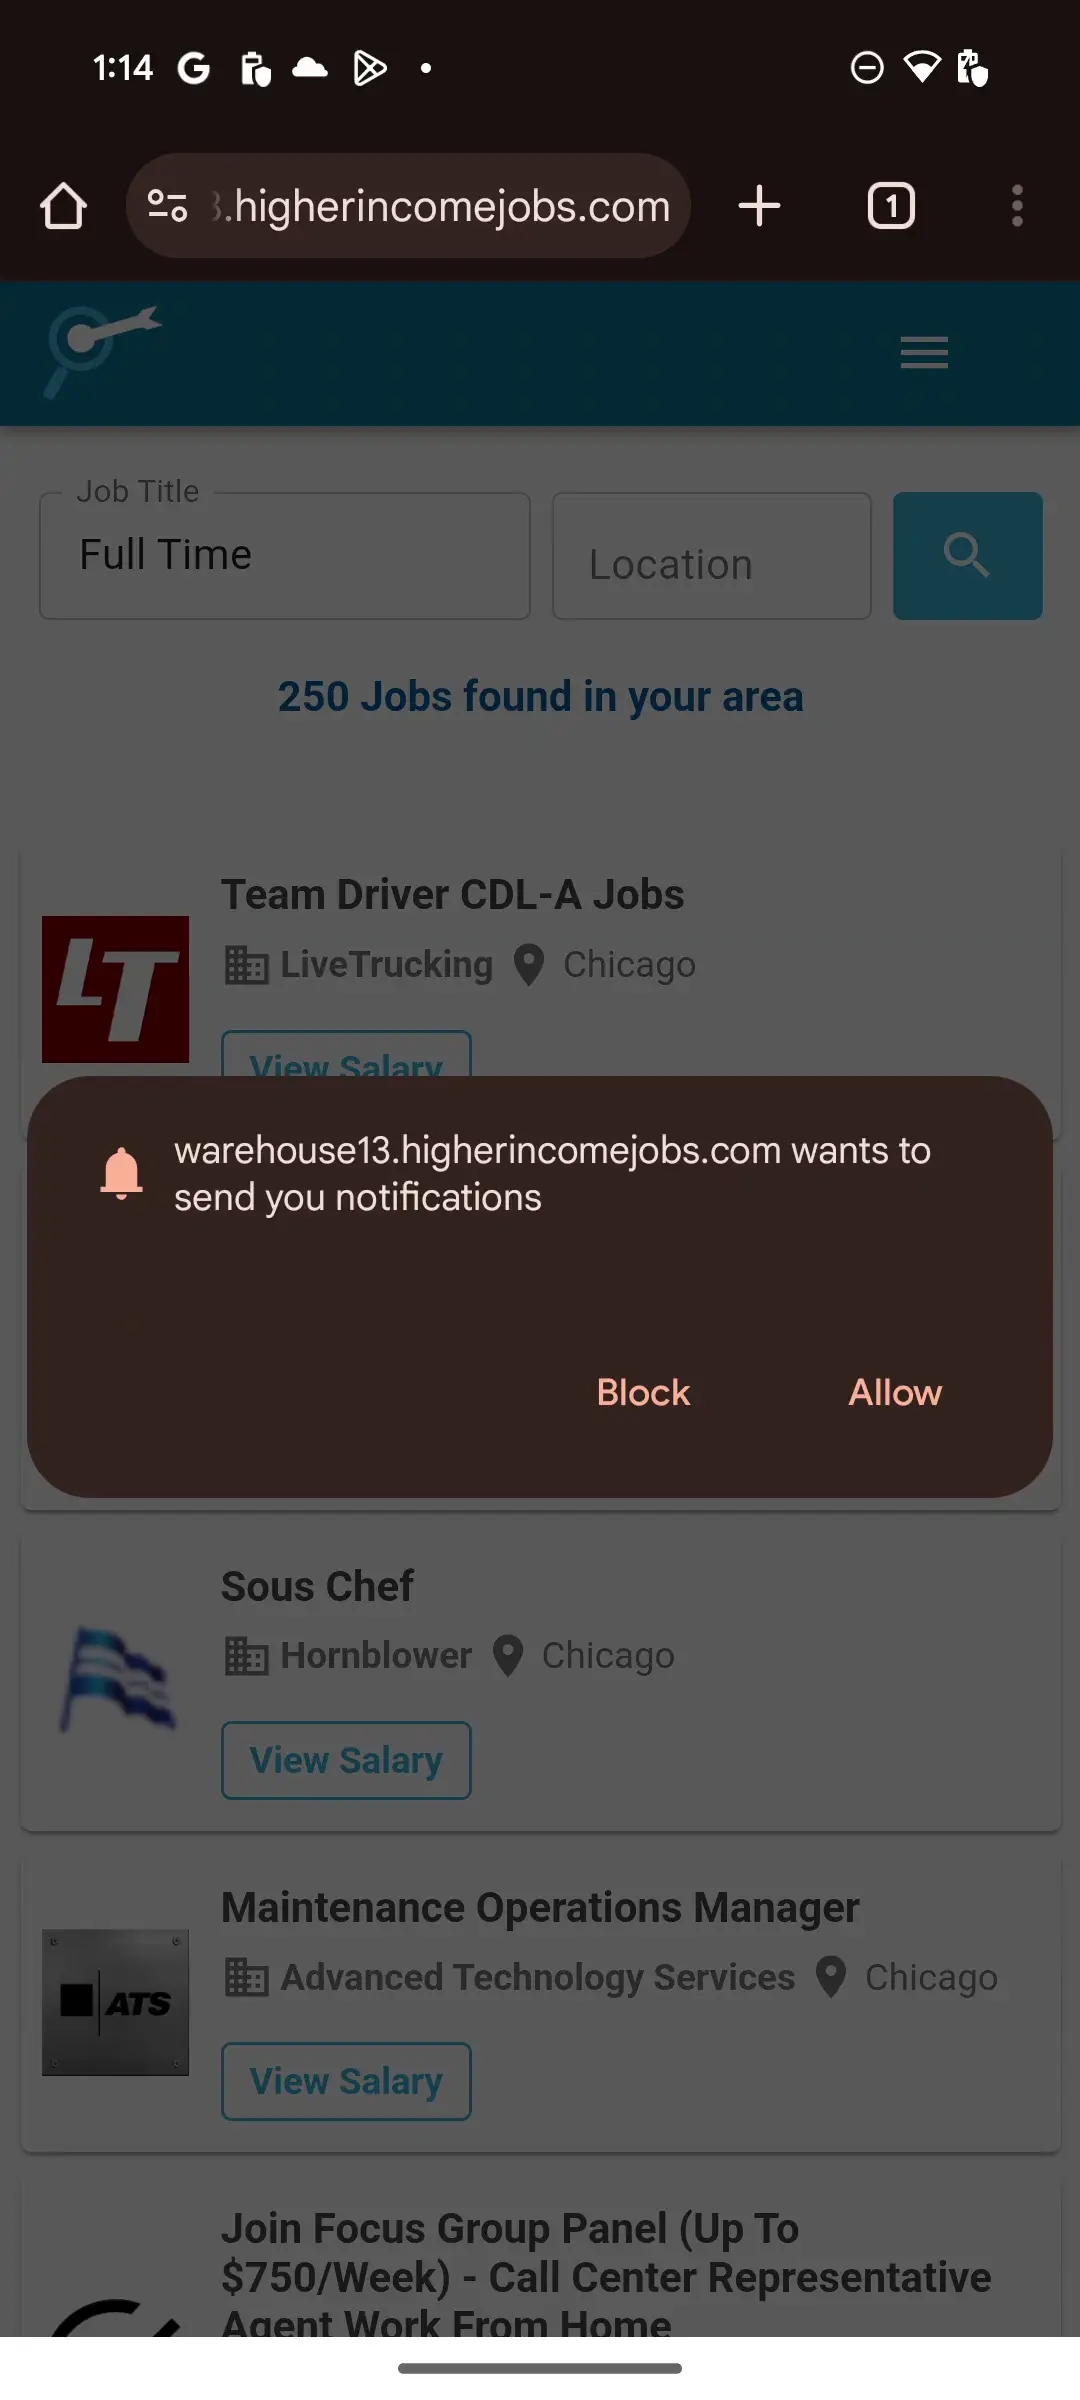 1:14
.higherincomejobs.com
1
Job Title
Full Time
Location
250 Jobs found in your area
Team Driver CDL-A Jobs
LT
LiveTrucking Chicago
View Salary
warehouse13.higherincomejobs.com wants to
send you notifications
Block Allow
Sous Chef
Hornblower Chicago
View Salary
Maintenance Operations Manager
ATS
Advanced Technology Services Chicago
View Salary
Join Focus Group Panel (Up To
$750/Week) - Call Center Representative
Agent Work From Home